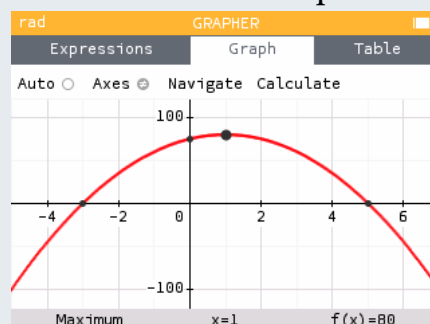 rad GRAPHER
Expressions Graph Table
Auto Axes Navigate Calculate
100
-4 -2 0 2 4 6
-100
Maximum x=1 f(x)=80